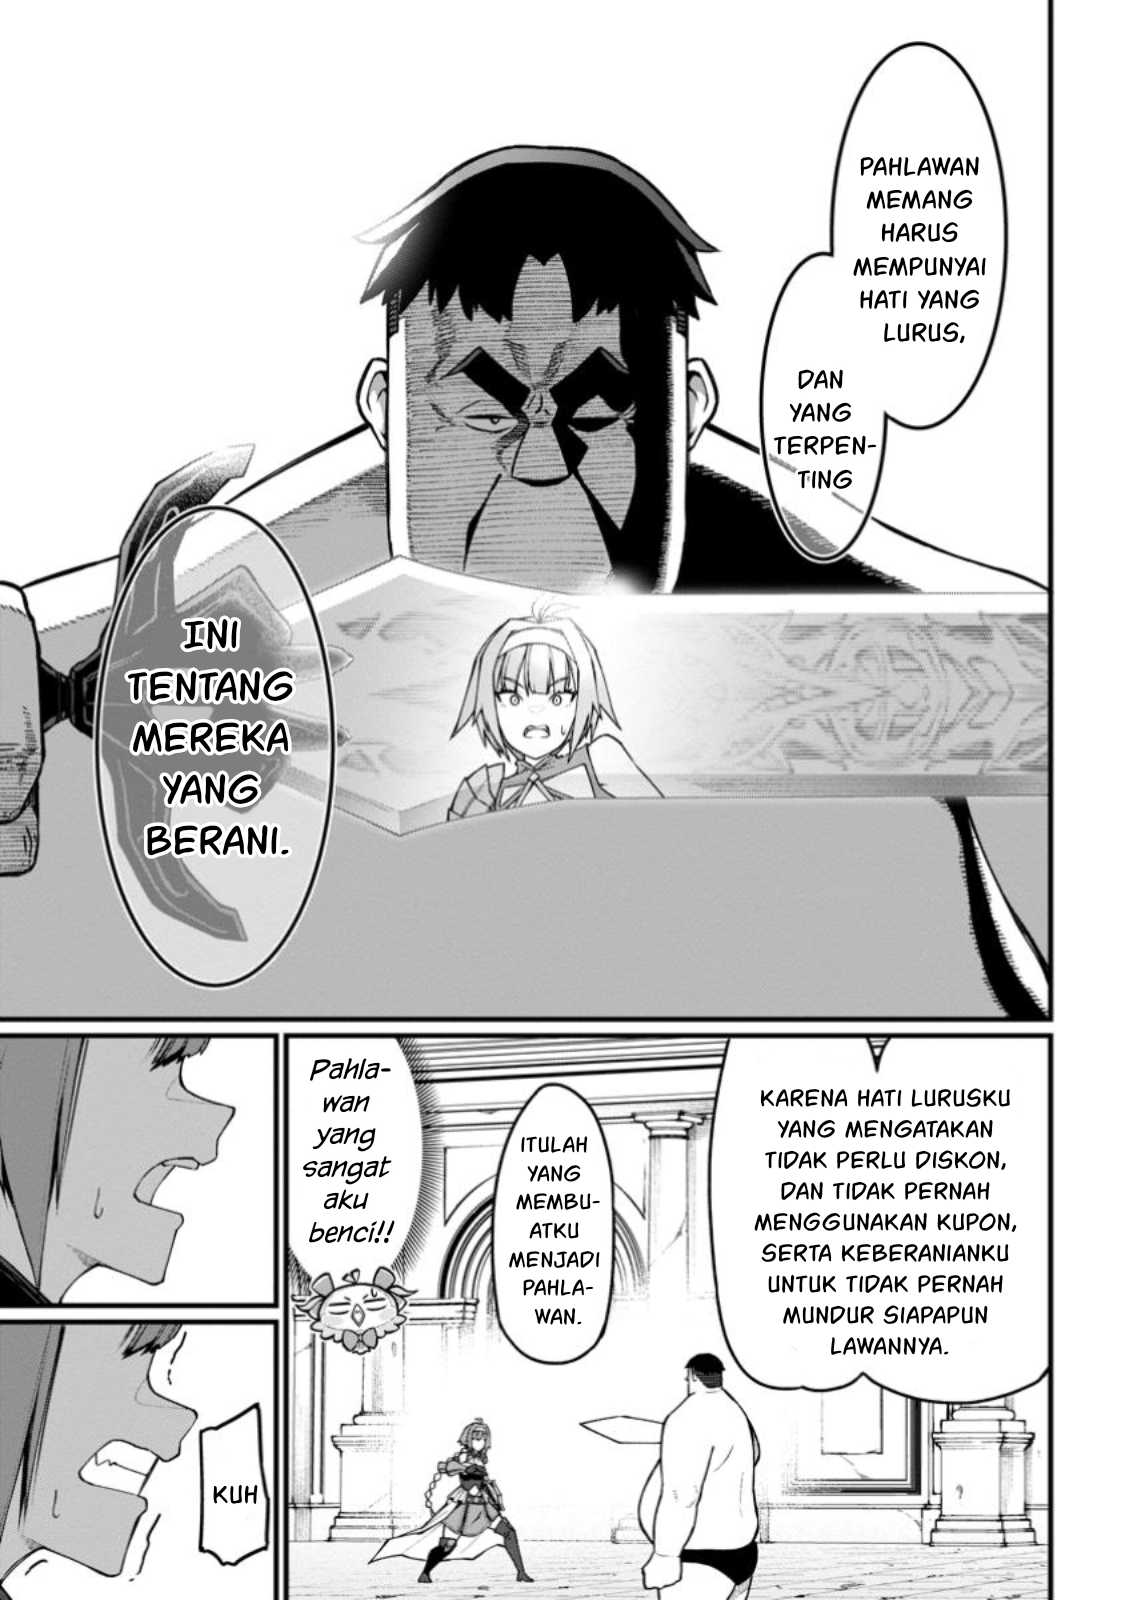 PAHLAWAN
MEMANG
HARUS
MEMPUNYAI
HATI YANG
LURUS,
DAN
YANG
TERPEN-
TING
INI
TENTANG
MEREKA
YANG
BERANI.
KARENA HATI LURUSKU
YANG MENGATAKAN
TIDAK PERLU DISKON,
DAN TIDAK PERNAH
MENGGUNAKAN KUPON,
SERTA KEBERANIANKU
UNTUK TIDAK PERNAH
MUNDUR SIAPAPUN
LAWANNYA.
ITULAH
YANG
MEMBU-
ATKU
MENJADI
PAHLA-
WAN.
Pahla-
wan
yang
sangat
aku
benci!!
KUH